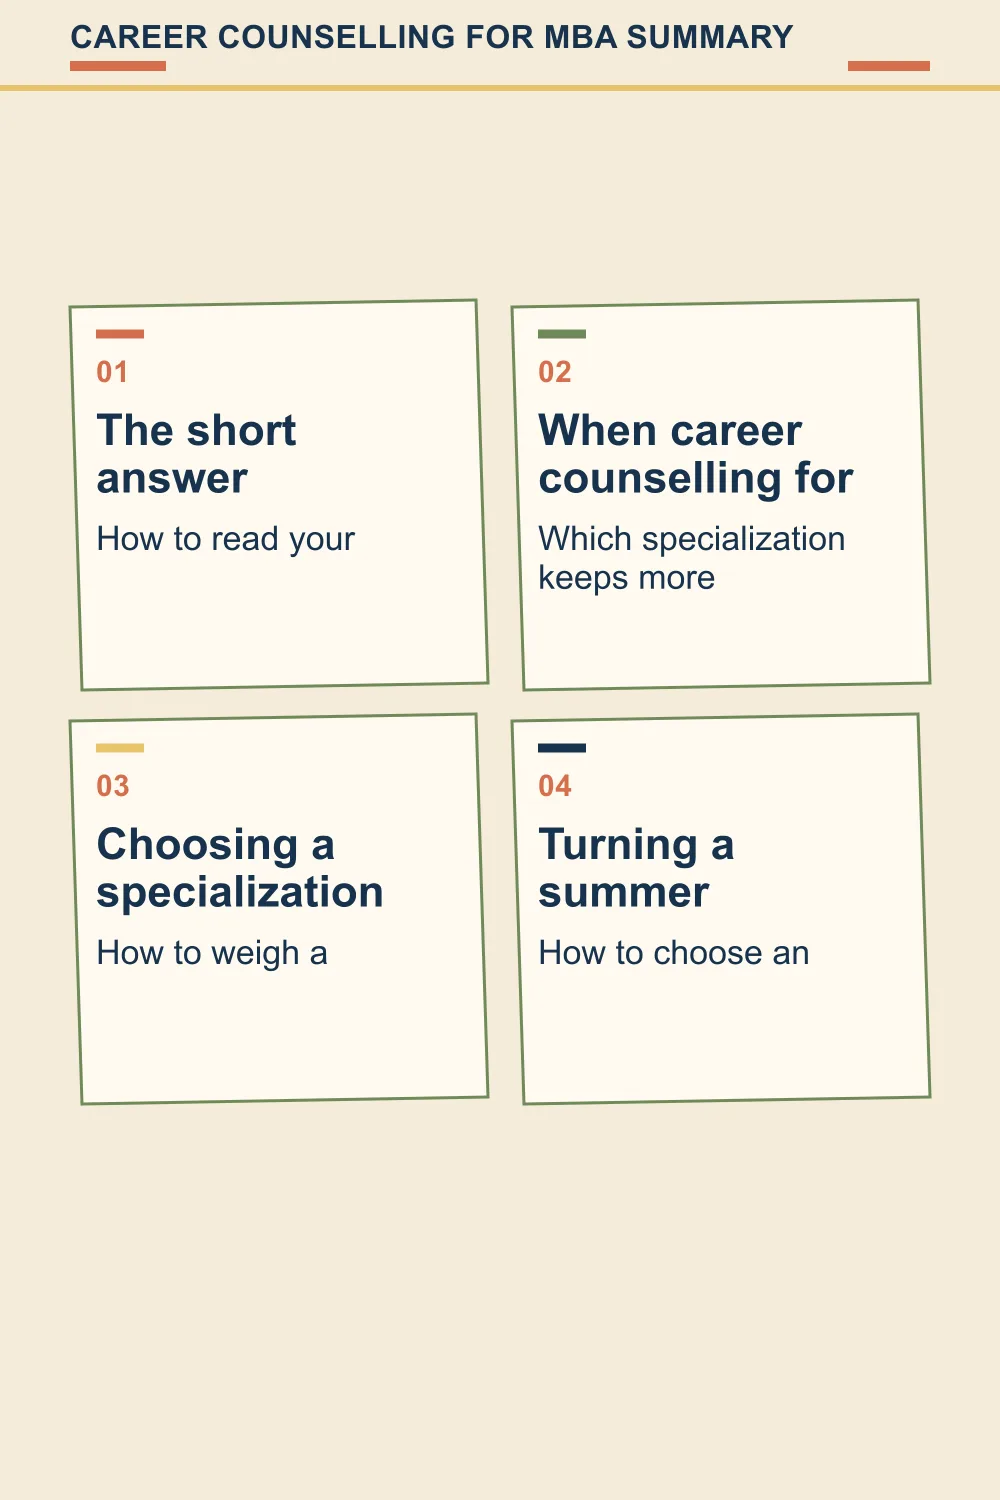 CAREER COUNSELLING FOR MBA SUMMARY
01
The short
answer
How to read your
02
When career
counselling for
Which specialization
keeps more
03
Choosing a
specialization
How to weigh a
04
Turning a
summer
How to choose an